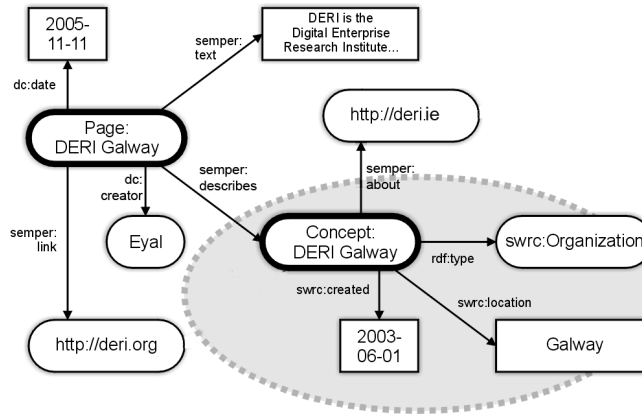 2005-
11-11
DERI is the
Digital Enterprise
Research Institute...
semper:
text
dc:date
http://deri.ie
Page:
DERI Galway
semper:
describes
semper:
about
dc:
creator
semper:
link
Eyal
Concept:
DERI Galway
swrc:Organization
rdf:type
swrc:created
swrc:location
http://deri.org
2003-
06-01
Galway